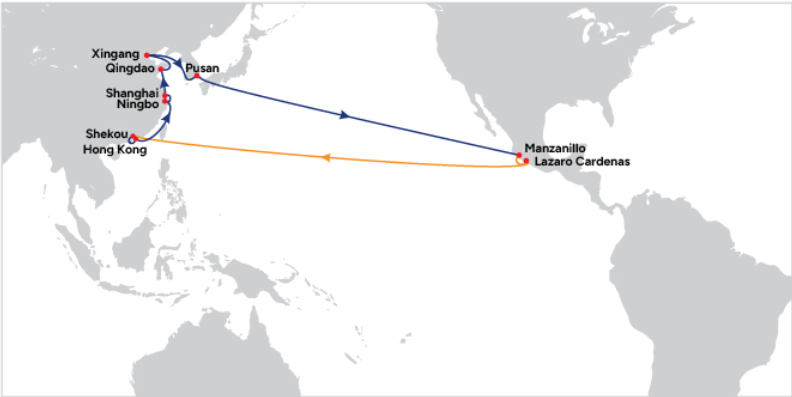 Xingang
Qingdao
Pusan
Shanghai
Ningbo
Shekou
Hong Kong
Manzanillo
Lazaro Cardenas